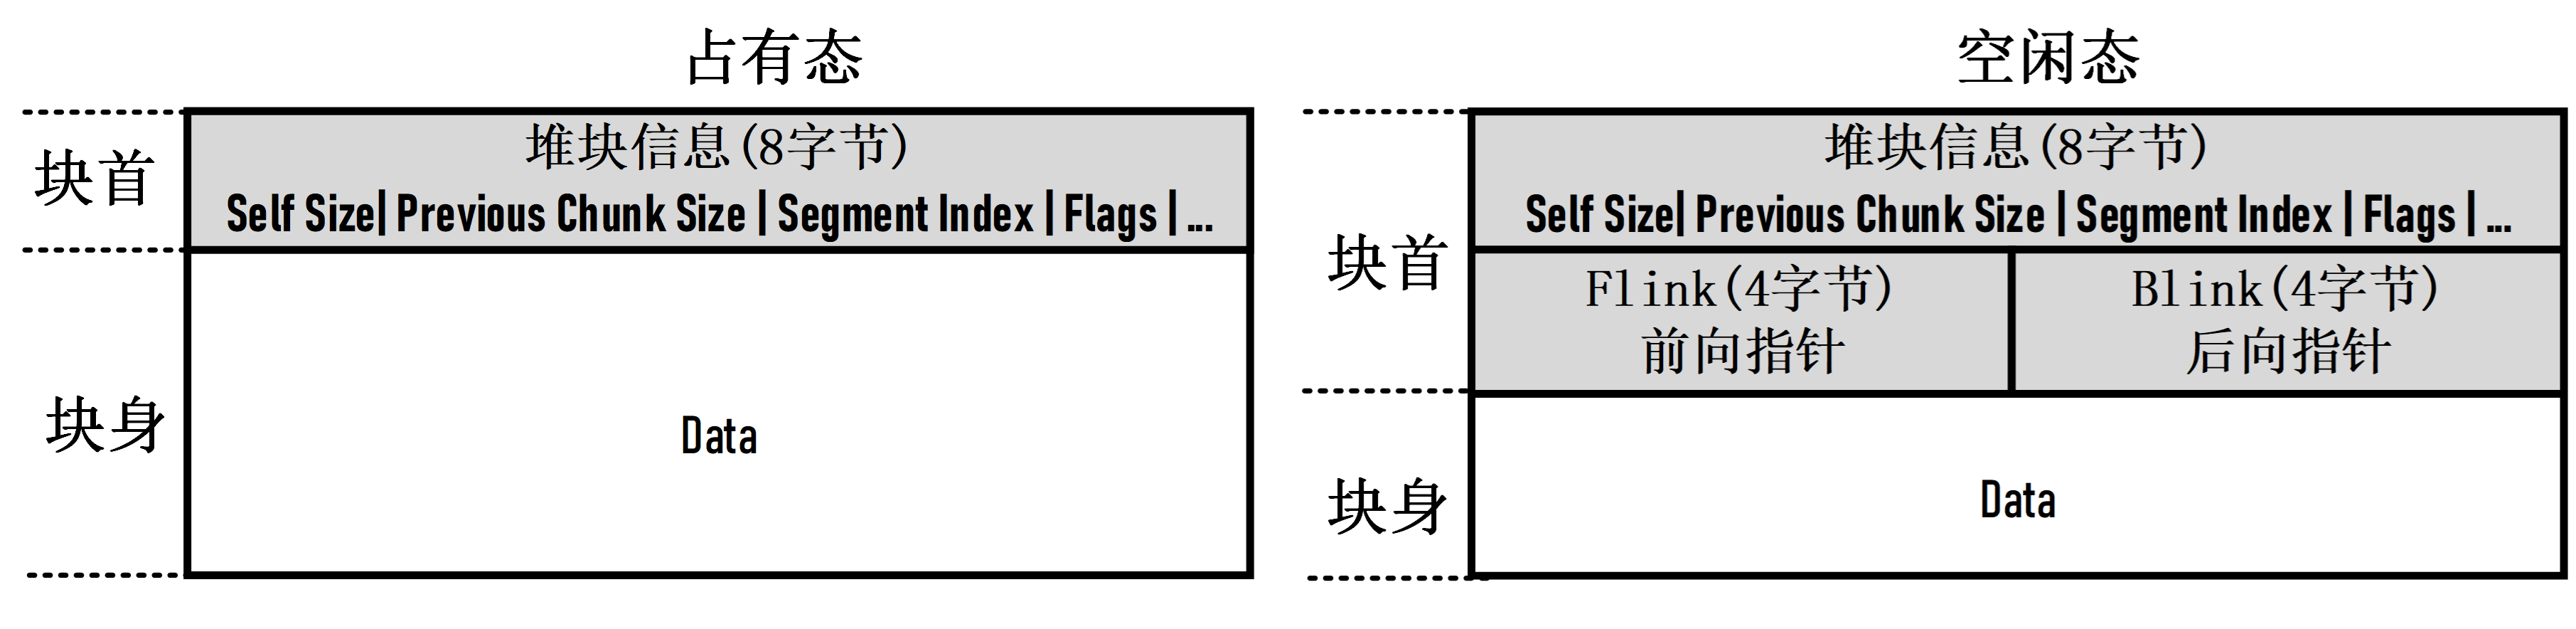 占有态
块首
堆块信息(8字节)
Self Size| Previous Chunk Size | Segment Index | Flags | ...
块身
Data
空闲态
块首
堆块信息(8字节)
Self Size| Previous Chunk Size | Segment Index | Flags | ...
Flink(4字节)
前向指针
Blink(4字节)
后向指针
块身
Data